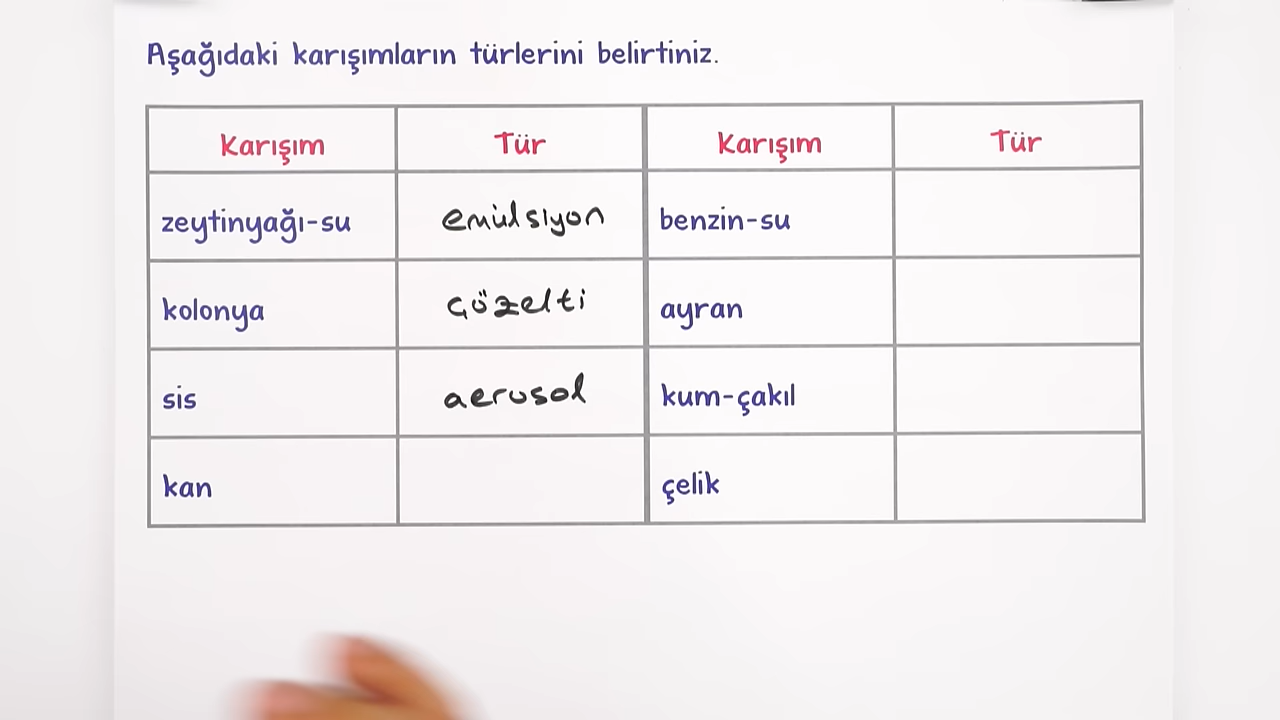 Aşağıdaki karışımların türlerini belirtiniz.
Karışım Tür Karışım Tür
zeytinyağı-su emülsiyon benzin-su
kolonya çözelti ayran
sis aerosol kum-çakıl
kan çelik